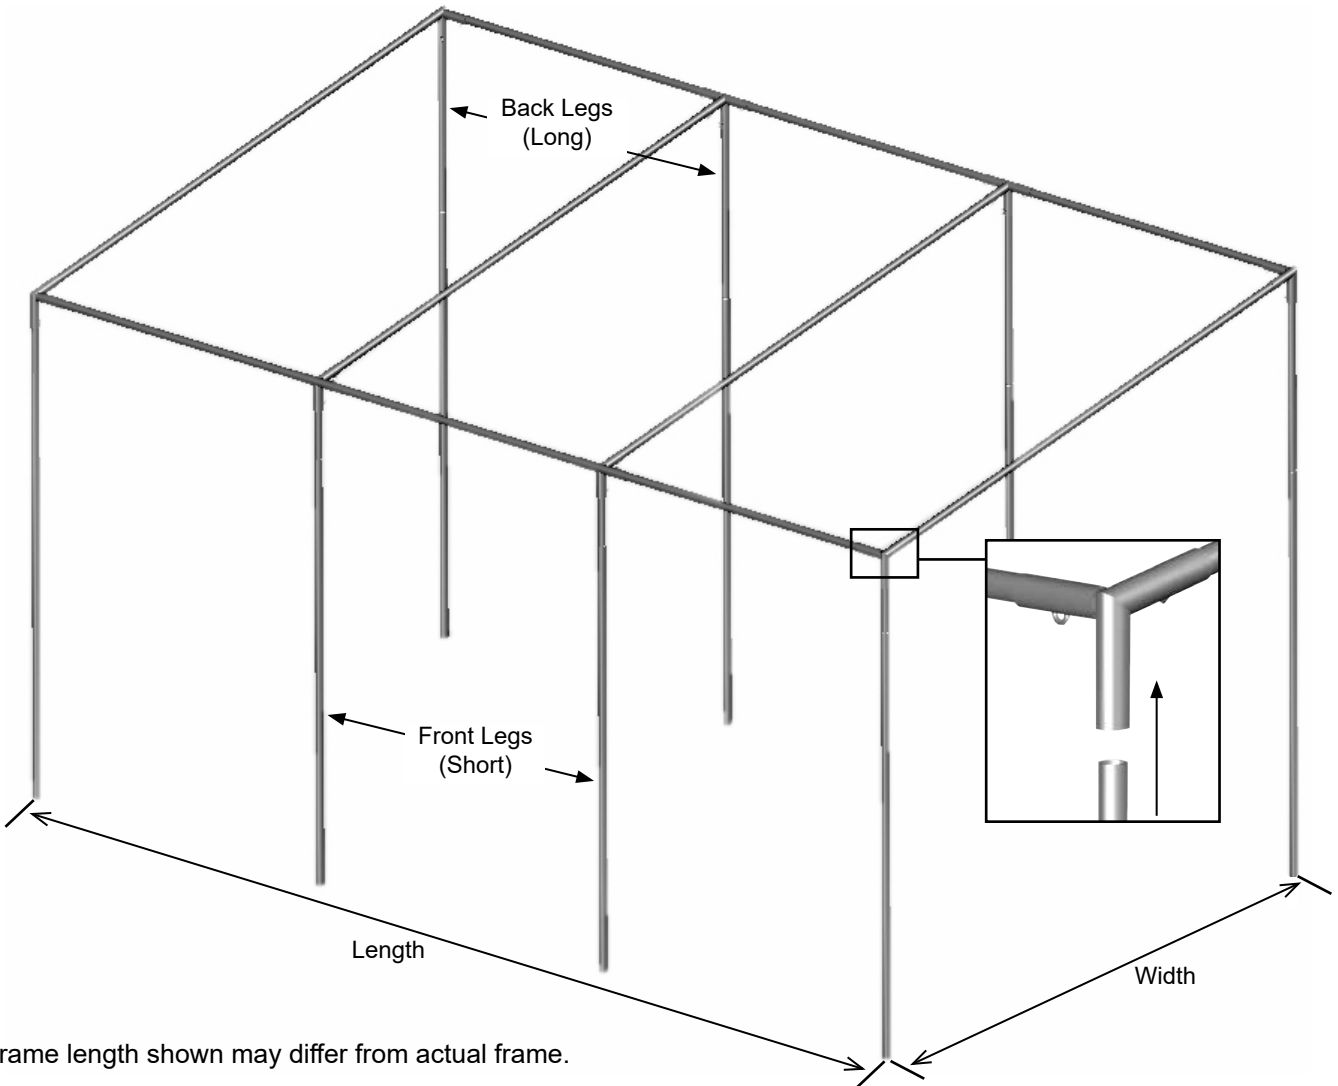 Back Legs
(Long)
Front Legs
(Short)
Length
Width
rame length shown may differ from actual frame.